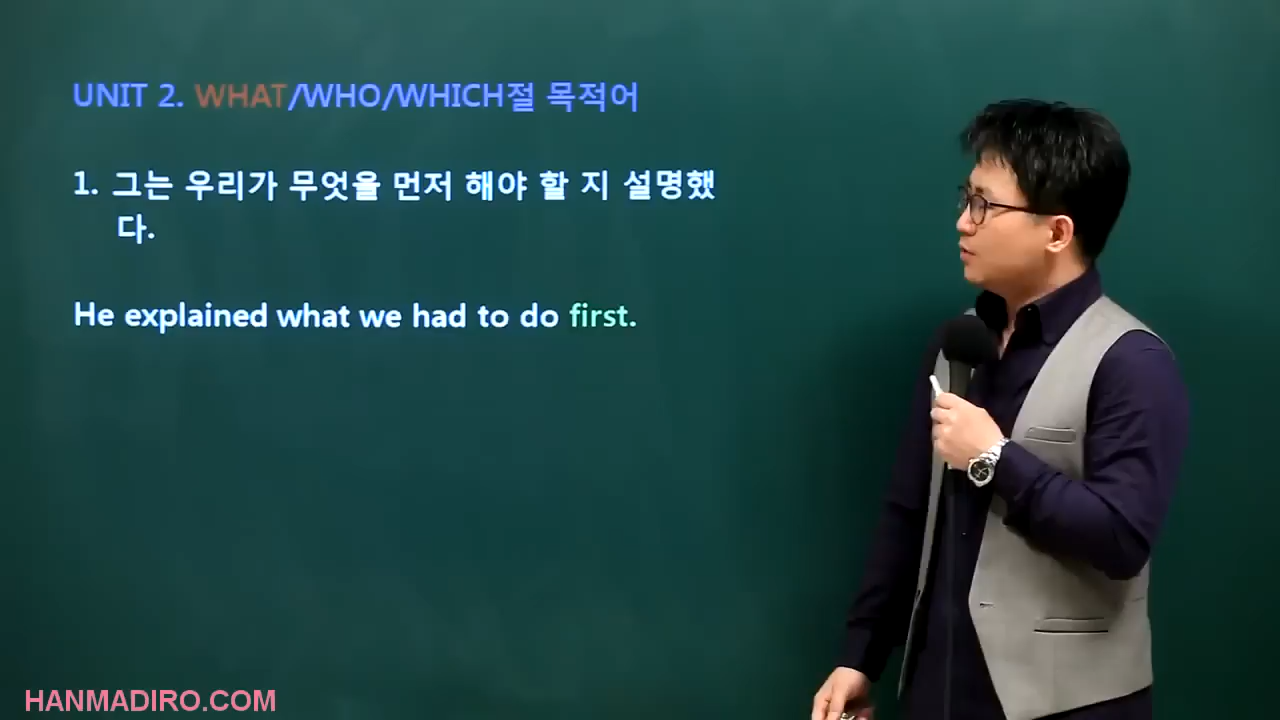 UNIT 2. WHAT/WHO/WHICH절 목적어
1. 그는 우리가 무엇을 먼저 해야 할 지 설명했
다.
He explained what we had to do first.
HANMADIRO.COM